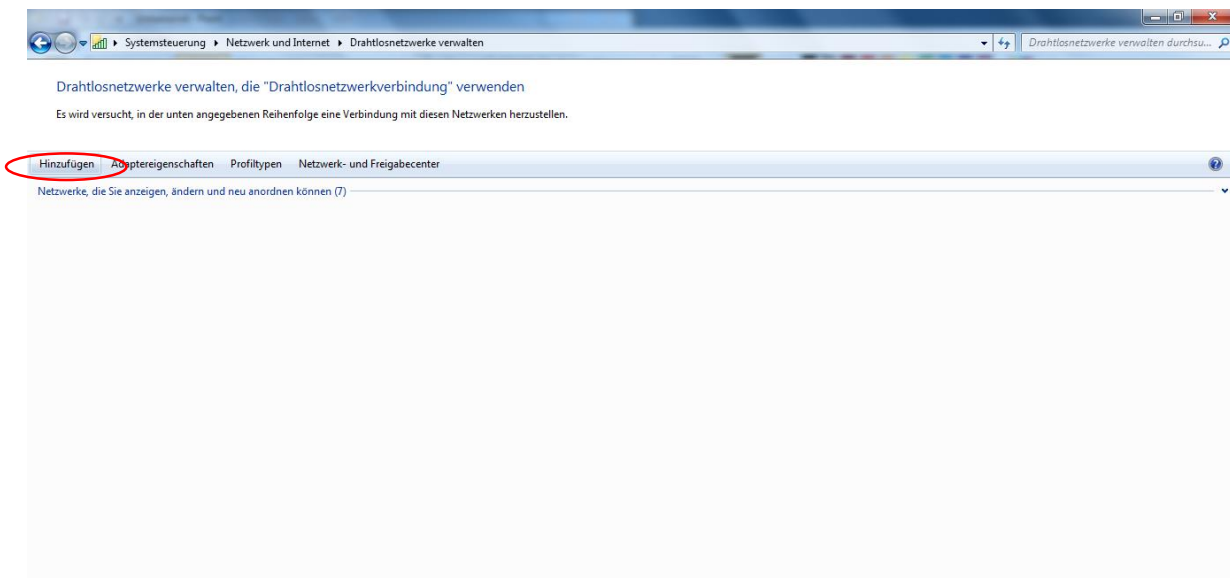 Systemsteuerung ▸ Netzwerk und Internet ▸ Drahtlosnetzwerke verwalten
Drahtlosnetzwerke verwalten durchsu...
Drahtlosnetzwerke verwalten, die "Drahtlosnetzwerkverbindung" verwenden
Es wird versucht, in der unten angegebenen Reihenfolge eine Verbindung mit diesen Netzwerken herzustellen.
Hinzufügen Adaptereigenschaften Profiltypen Netzwerk- und Freigabecenter
Netzwerke, die Sie anzeigen, ändern und neu anordnen können (7)